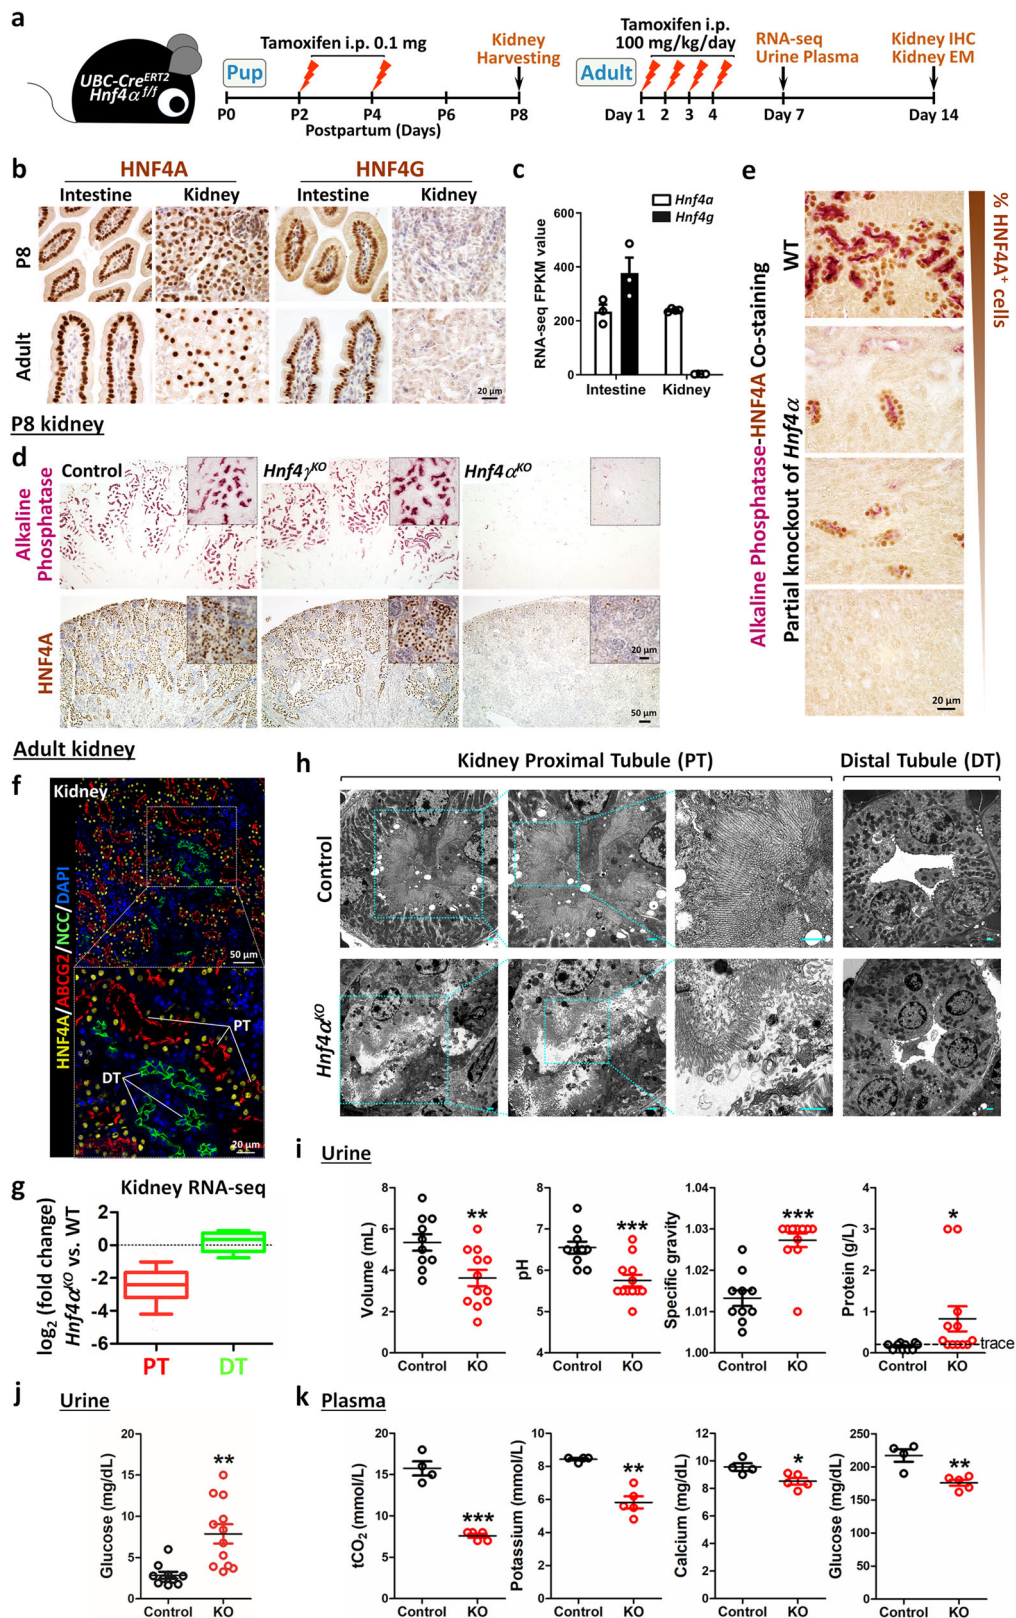 a
UBC-Cre^ERT2
Hnf4α^f/f
Tamoxifen i.p. 0.1 mg
Pup
Kidney
Harvesting
P0 P2 P4 P6 P8
Postpartum (Days)
Tamoxifen i.p.
100 mg/kg/day
Adult
RNA-seq
Urine Plasma
Kidney IHC
Kidney EM
Day 1 2 3 4 Day 7 Day 14
b
HNF4A HNF4G
Intestine Kidney Intestine Kidney
P8
Adult
20 µm
c
Hnf4a
Hnf4g
RNA-seq FPKM value
600
400
200
0
Intestine Kidney
e
Alkaline Phosphatase-HNF4A Co-staining
WT
Partial knockout of Hnf4α
% HNF4A⁺ cells
20 µm
P8 kidney
d
Control Hnf4γ^KO Hnf4α^KO
Alkaline
Phosphatase
HNF4A
20 µm
50 µm
Adult kidney
f
Kidney
HNF4A/ABCG2/NCC/DAPI
50 µm
PT
DT
20 µm
g
Kidney RNA-seq
log₂ (fold change)
Hnf4α^KO vs. WT
2
0
-2
-4
-6
PT DT
h
Kidney Proximal Tubule (PT) Distal Tubule (DT)
Control
Hnf4α^KO
i Urine
Volume (mL)
10
8
6
4
2
0
**
Control KO
pH
8
7
6
5
4
***
Control KO
Specific gravity
1.04
1.03
1.02
1.01
1.00
***
Control KO
Protein (g/L)
4
3
2
1
0
*
trace
Control KO
j Urine
Glucose (mg/dL)
20
15
10
5
0
**
Control KO
k Plasma
tCO₂ (mmol/L)
20
15
10
5
0
***
Control KO
Potassium (mmol/L)
10
8
6
4
2
0
**
Control KO
Calcium (mg/dL)
12
10
8
6
4
2
0
*
Control KO
Glucose (mg/dL)
250
200
150
100
50
0
**
Control KO